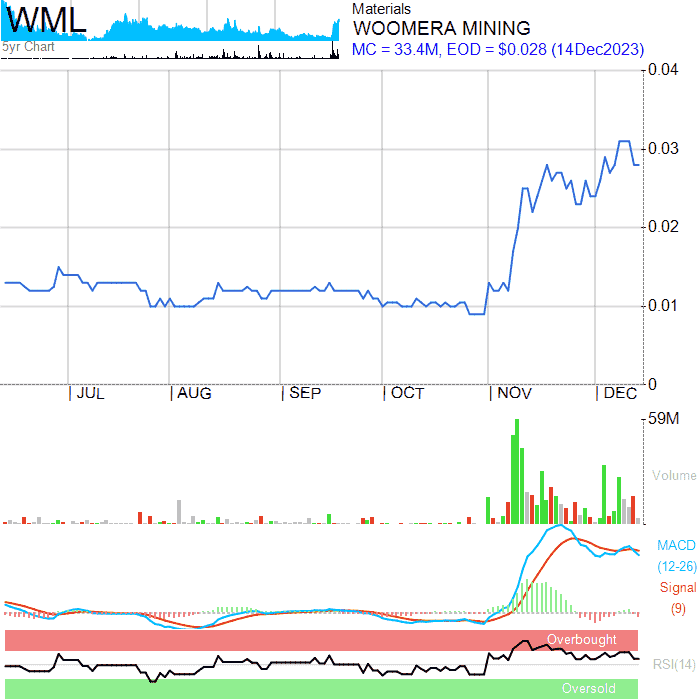 WML
5yr Chart
Materials
WOOMERA MINING
MC = 33.4M, EOD = $0.028 (14Dec2023)
0.04
0.03
0.02
0.01
0
JUL AUG SEP OCT NOV DEC
59M
Volume
MACD
(12-26)
Signal
(9)
Overbought
RSI(14)
Oversold